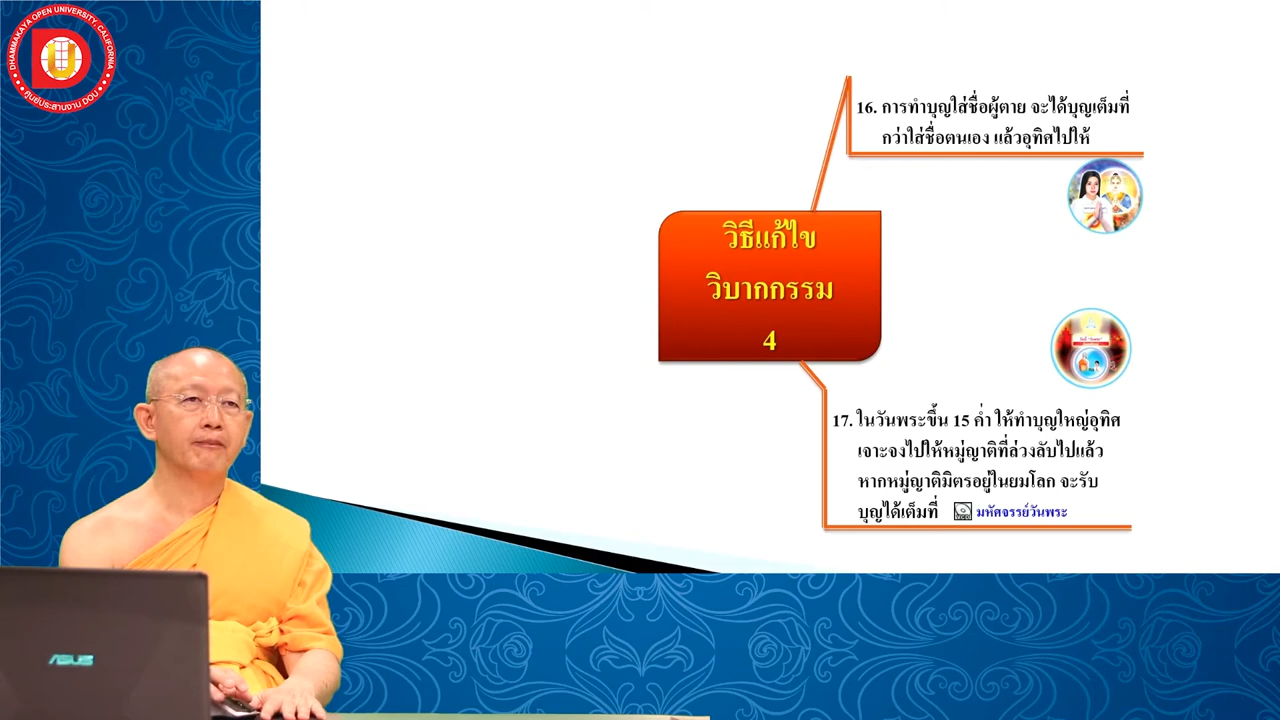 DHAMMAKAYA OPEN UNIVERSITY, CALIFORNIA
D
U
ศูนย์ประสานงาน DOU
16. การทำบุญใส่ชื่อผู้ตาย จะได้บุญเต็มที่
กว่าใส่ชื่อตนเอง แล้วอุทิศไปให้
วิธีแก้ไข
วิบากกรรม
4
17. ในวันพระขึ้น 15 ค่ำ ให้ทำบุญใหญ่อุทิศ
เจาะจงไปให้หมู่ญาติที่ล่วงลับไปแล้ว
หากหมู่ญาติมิตรอยู่ในยมโลก จะรับ
บุญได้เต็มที่ มหัศจรรย์วันพระ
ASUS